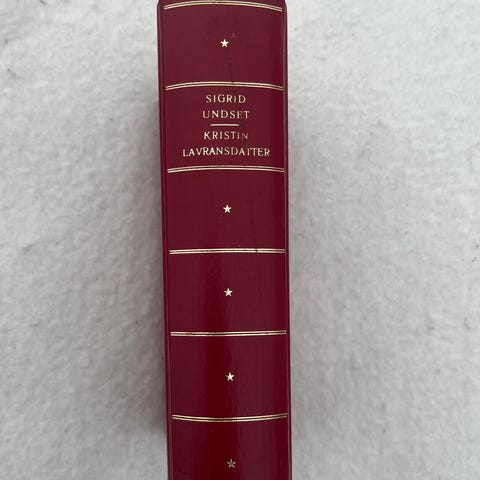 SIGRID
UNDSET
KRISTIN
LAVRANSDATTER